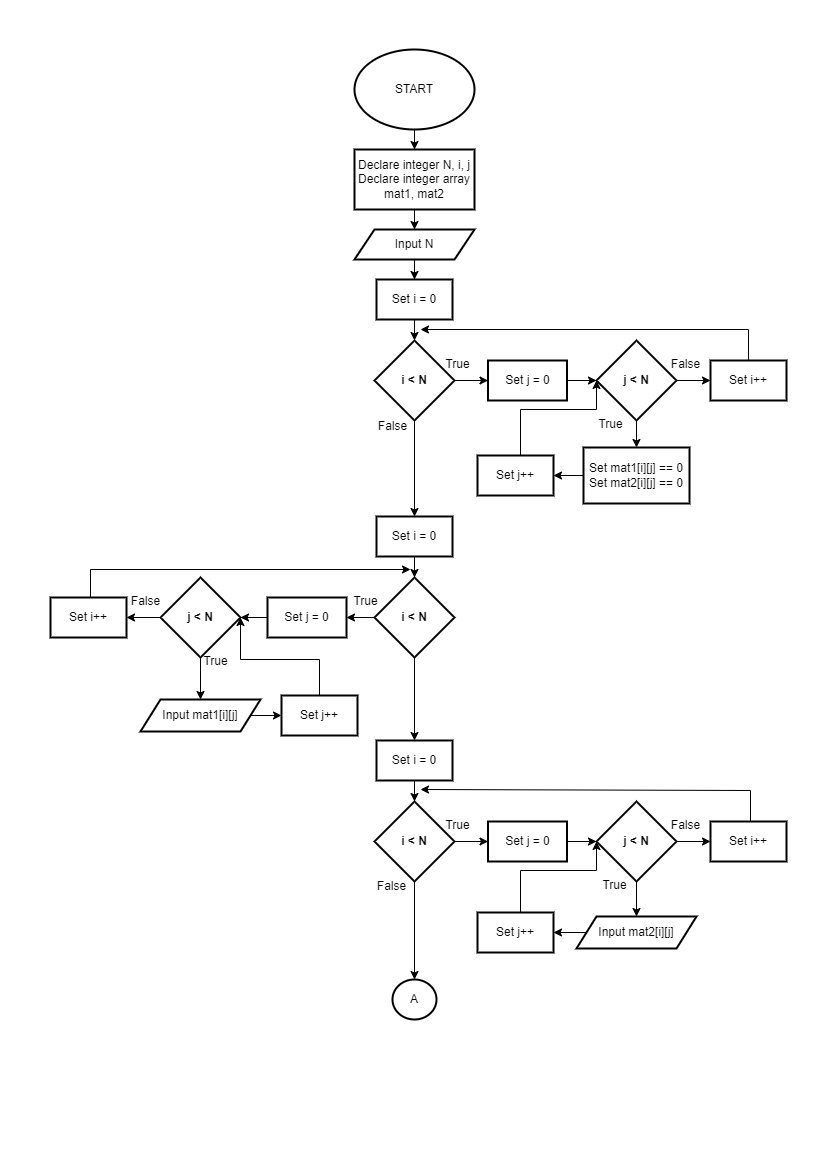 START
Declare integer N, i, j
Declare integer array
mat1, mat2
Input N
Set i = 0
i < N
True
Set j = 0
j < N
False
Set i++
False
True
Set j++
Set mat1[i][j] == 0
Set mat2[i][j] == 0
Set i = 0
Set i++
False
j < N
Set j = 0
True
i < N
True
Input mat1[i][j]
Set j++
Set i = 0
i < N
True
Set j = 0
j < N
False
Set i++
False
True
Set j++
Input mat2[i][j]
A